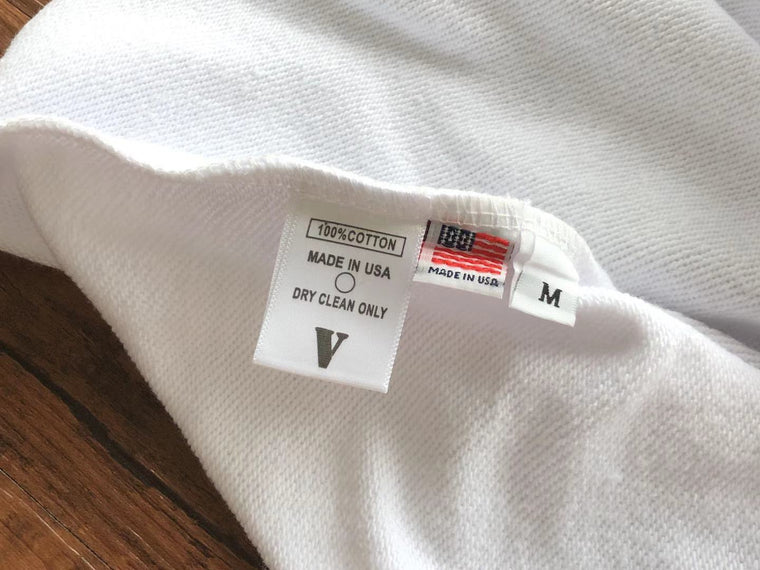 100%COTTON
MADE IN USA
DRY CLEAN ONLY
V
MADE IN USA
M